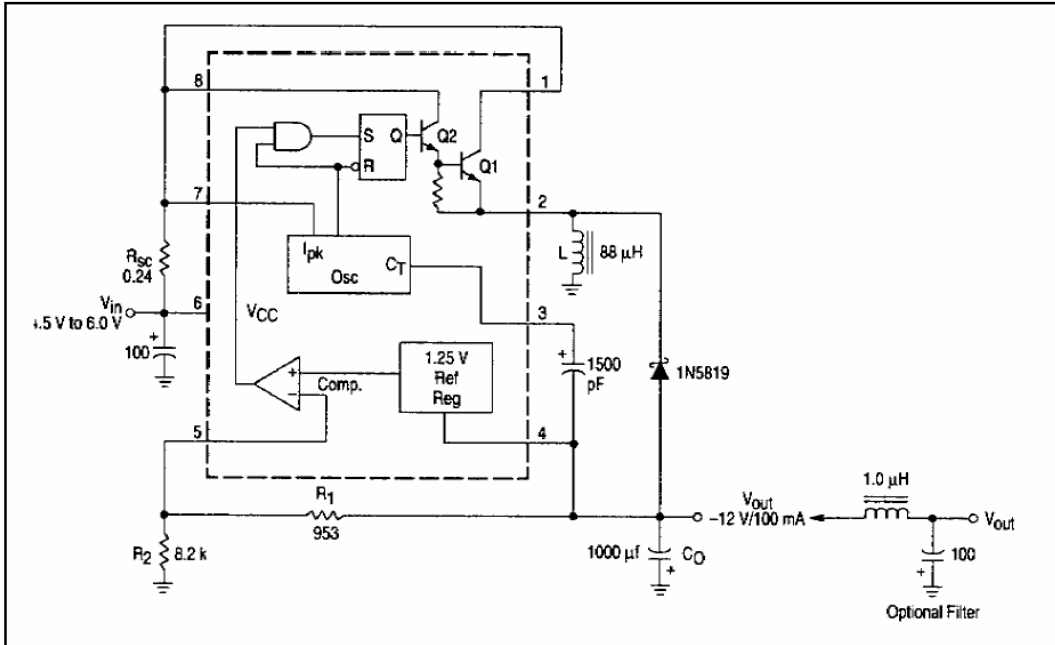 8
1
S
Q
Q2
R
Q1
7
2
Ipk
CT
Osc
L
88 μH
Rsc
0.24
Vin
.5 V to 6.0 V
6
VCC
3
100
+
+
1500
pF
1.25 V
Ref
Reg
Comp.
+
−
1N5819
5
4
R1
953
Vout
−12 V/100 mA
1.0 μH
Vout
R2
8.2 k
1000 μf
CO
+
100
+
Optional Filter